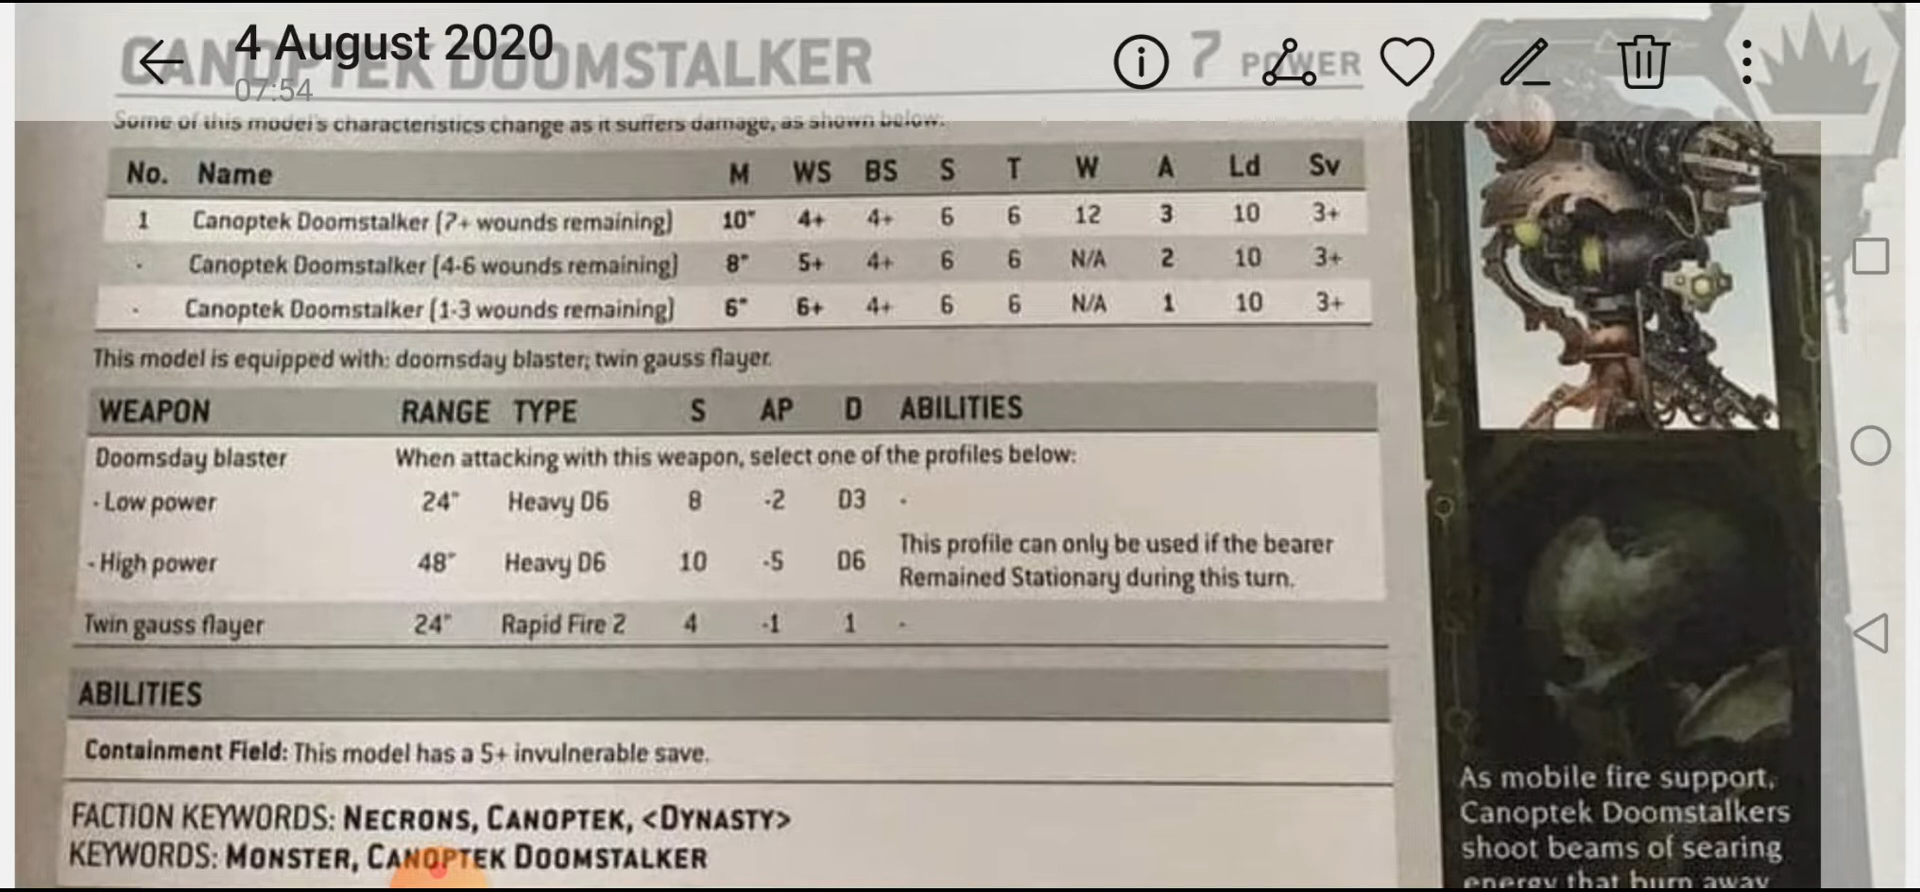 4 August 2020
07:54
CANOPTEK DOOMSTALKER
7 POWER
Some of this model's characteristics change as it suffers damage, as shown below.
No. Name M WS BS S T W A Ld Sv
1 Canoptek Doomstalker (7+ wounds remaining) 10" 4+ 4+ 6 6 12 3 10 3+
- Canoptek Doomstalker (4-6 wounds remaining) 8" 5+ 4+ 6 6 N/A 2 10 3+
- Canoptek Doomstalker (1-3 wounds remaining) 6" 6+ 4+ 6 6 N/A 1 10 3+
This model is equipped with: doomsday blaster; twin gauss flayer.
WEAPON RANGE TYPE S AP D ABILITIES
Doomsday blaster When attacking with this weapon, select one of the profiles below:
- Low power 24" Heavy D6 8 -2 D3 -
- High power 48" Heavy D6 10 -5 D6 This profile can only be used if the bearer
Remained Stationary during this turn.
Twin gauss flayer 24" Rapid Fire 2 4 -1 1 -
ABILITIES
Containment Field: This model has a 5+ invulnerable save.
FACTION KEYWORDS: NECRONS, CANOPTEK, <DYNASTY>
KEYWORDS: MONSTER, CANOPTEK DOOMSTALKER
As mobile fire support,
Canoptek Doomstalkers
shoot beams of searing
energy that burn away